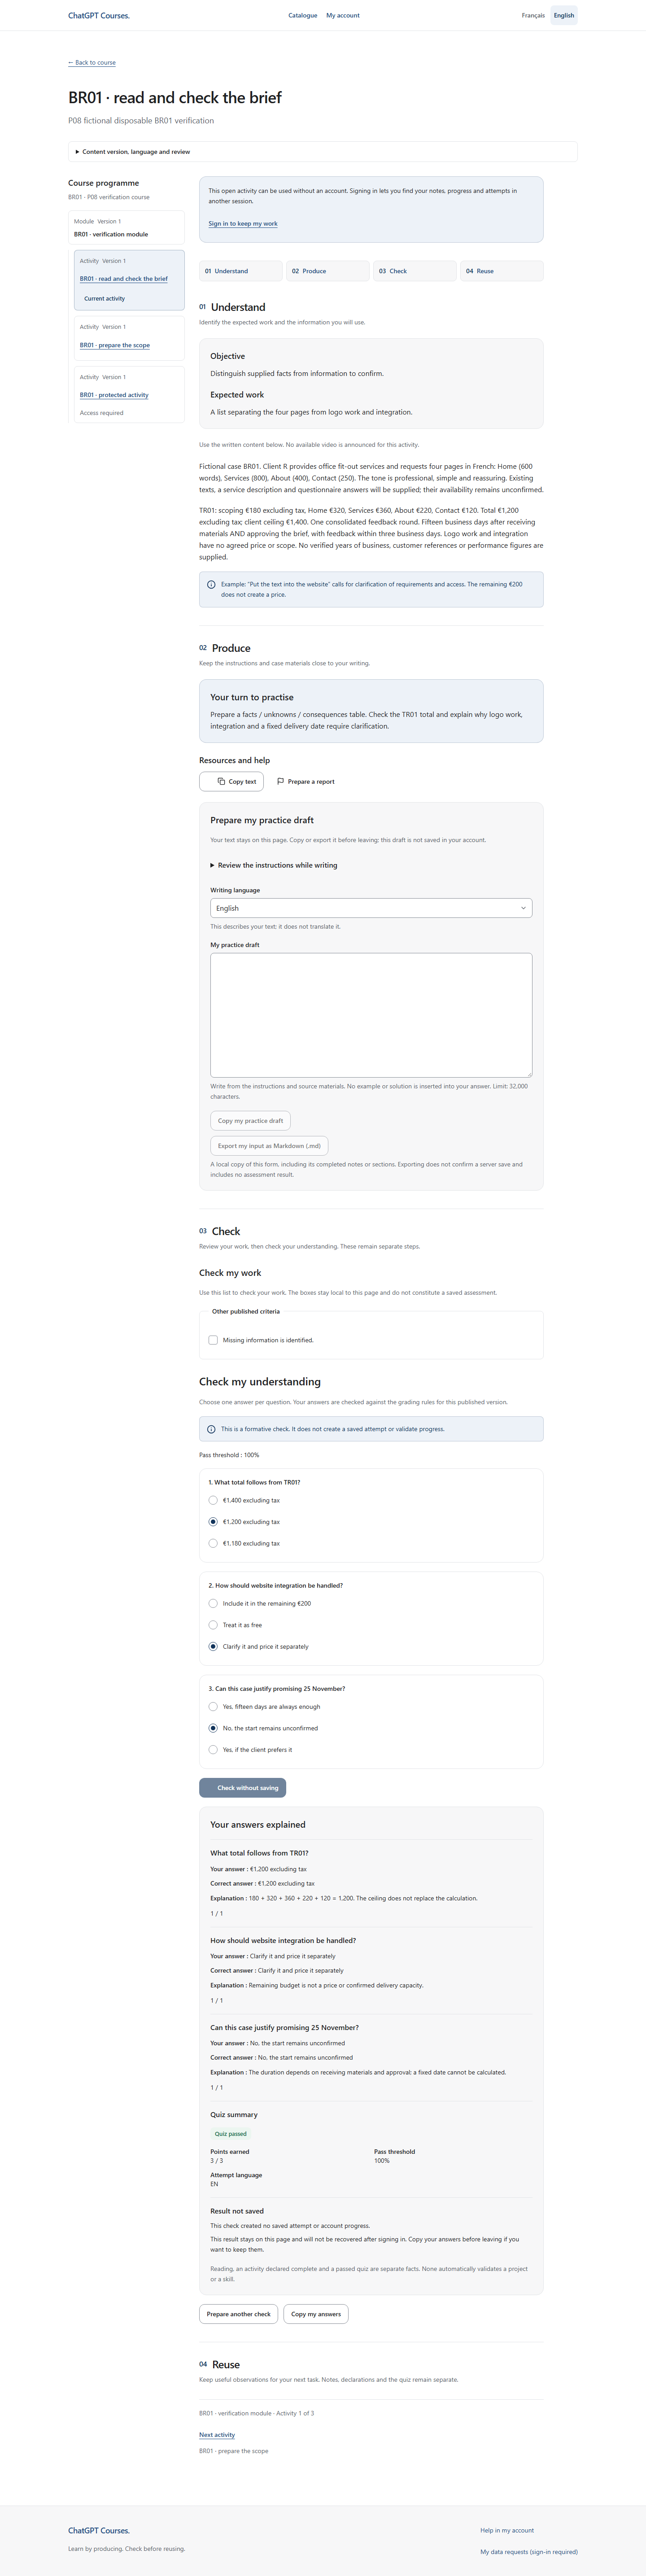 ChatGPT Courses.
Catalogue
My account
Français
English
← Back to course
BR01 · read and check the brief
P08 fictional disposable BR01 verification
▶ Content version, language and review
Course programme
BR01 · P08 verification course
Module Version 1
BR01 · verification module
Activity Version 1
BR01 · read and check the brief
Current activity
Activity Version 1
BR01 · prepare the scope
Activity Version 1
BR01 · protected activity
Access required
This open activity can be used without an account. Signing in lets you find your notes, progress and attempts in
another session.
Sign in to keep my work
01 Understand
02 Produce
03 Check
04 Reuse
01 Understand
Identify the expected work and the information you will use.
Objective
Distinguish supplied facts from information to confirm.
Expected work
A list separating the four pages from logo work and integration.
Use the written content below. No available video is announced for this activity.
Fictional case BR01. Client R provides office fit-out services and requests four pages in French: Home (600
words), Services (800), About (400), Contact (250). The tone is professional, simple and reassuring. Existing
texts, a service description and questionnaire answers will be supplied; their availability remains unconfirmed.
TR01: scoping €180 excluding tax, Home €320, Services €360, About €220, Contact €120. Total €1,200
excluding tax; client ceiling €1,400. One consolidated feedback round. Fifteen business days after receiving
materials AND approving the brief, with feedback within three business days. Logo work and integration
have no agreed price or scope. No verified years of business, customer references or performance figures are
supplied.
Example: "Put the text into the website" calls for clarification of requirements and access. The remaining €200
does not create a price.
02 Produce
Keep the instructions and case materials close to your writing.
Your turn to practise
Prepare a facts / unknowns / consequences table. Check the TR01 total and explain why logo work,
integration and a fixed delivery date require clarification.
Resources and help
Copy text
Prepare a report
Prepare my practice draft
Your text stays on this page. Copy or export it before leaving; this draft is not saved in your account.
▶ Review the instructions while writing
Writing language
English
This describes your text; it does not translate it.
My practice draft
Write from the instructions and source materials. No example or solution is inserted into your answer. Limit: 32,000
characters.
Copy my practice draft
Export my input as Markdown (.md)
A local copy of this form, including its completed notes or sections. Exporting does not confirm a server save and
includes no assessment result.
03 Check
Review your work, then check your understanding. These remain separate steps.
Check my work
Use this list to check your work. The boxes stay local to this page and do not constitute a saved assessment.
Other published criteria
Missing information is identified.
Check my understanding
Choose one answer per question. Your answers are checked against the grading rules for this published version.
This is a formative check. It does not create a saved attempt or validate progress.
Pass threshold : 100%
1. What total follows from TR01?
€1,400 excluding tax
€1,200 excluding tax
€1,180 excluding tax
2. How should website integration be handled?
Include it in the remaining €200
Treat it as free
Clarify it and price it separately
3. Can this case justify promising 25 November?
Yes, fifteen days are always enough
No, the start remains unconfirmed
Yes, if the client prefers it
Check without saving
Your answers explained
What total follows from TR01?
Your answer : €1,200 excluding tax
Correct answer : €1,200 excluding tax
Explanation : 180 + 320 + 360 + 220 + 120 = 1,200. The ceiling does not replace the calculation.
1 / 1
How should website integration be handled?
Your answer : Clarify it and price it separately
Correct answer : Clarify it and price it separately
Explanation : Remaining budget is not a price or confirmed delivery capacity.
1 / 1
Can this case justify promising 25 November?
Your answer : No, the start remains unconfirmed
Correct answer : No, the start remains unconfirmed
Explanation : The duration depends on receiving materials and approval: a fixed date cannot be calculated.
1 / 1
Quiz summary
Quiz passed
Points earned
3 / 3
Pass threshold
100%
Attempt language
EN
Result not saved
This check created no saved attempt or account progress.
This result stays on this page and will not be recovered after signing in. Copy your answers before leaving if you
want to keep them.
Reading, an activity declared complete and a passed quiz are separate facts. None automatically validates a project
or a skill.
Prepare another check
Copy my answers
04 Reuse
Keep useful observations for your next task. Notes, declarations and the quiz remain separate.
BR01 · verification module · Activity 1 of 3
Next activity
BR01 · prepare the scope
ChatGPT Courses.
Learn by producing. Check before reusing.
Help in my account
My data requests (sign-in required)